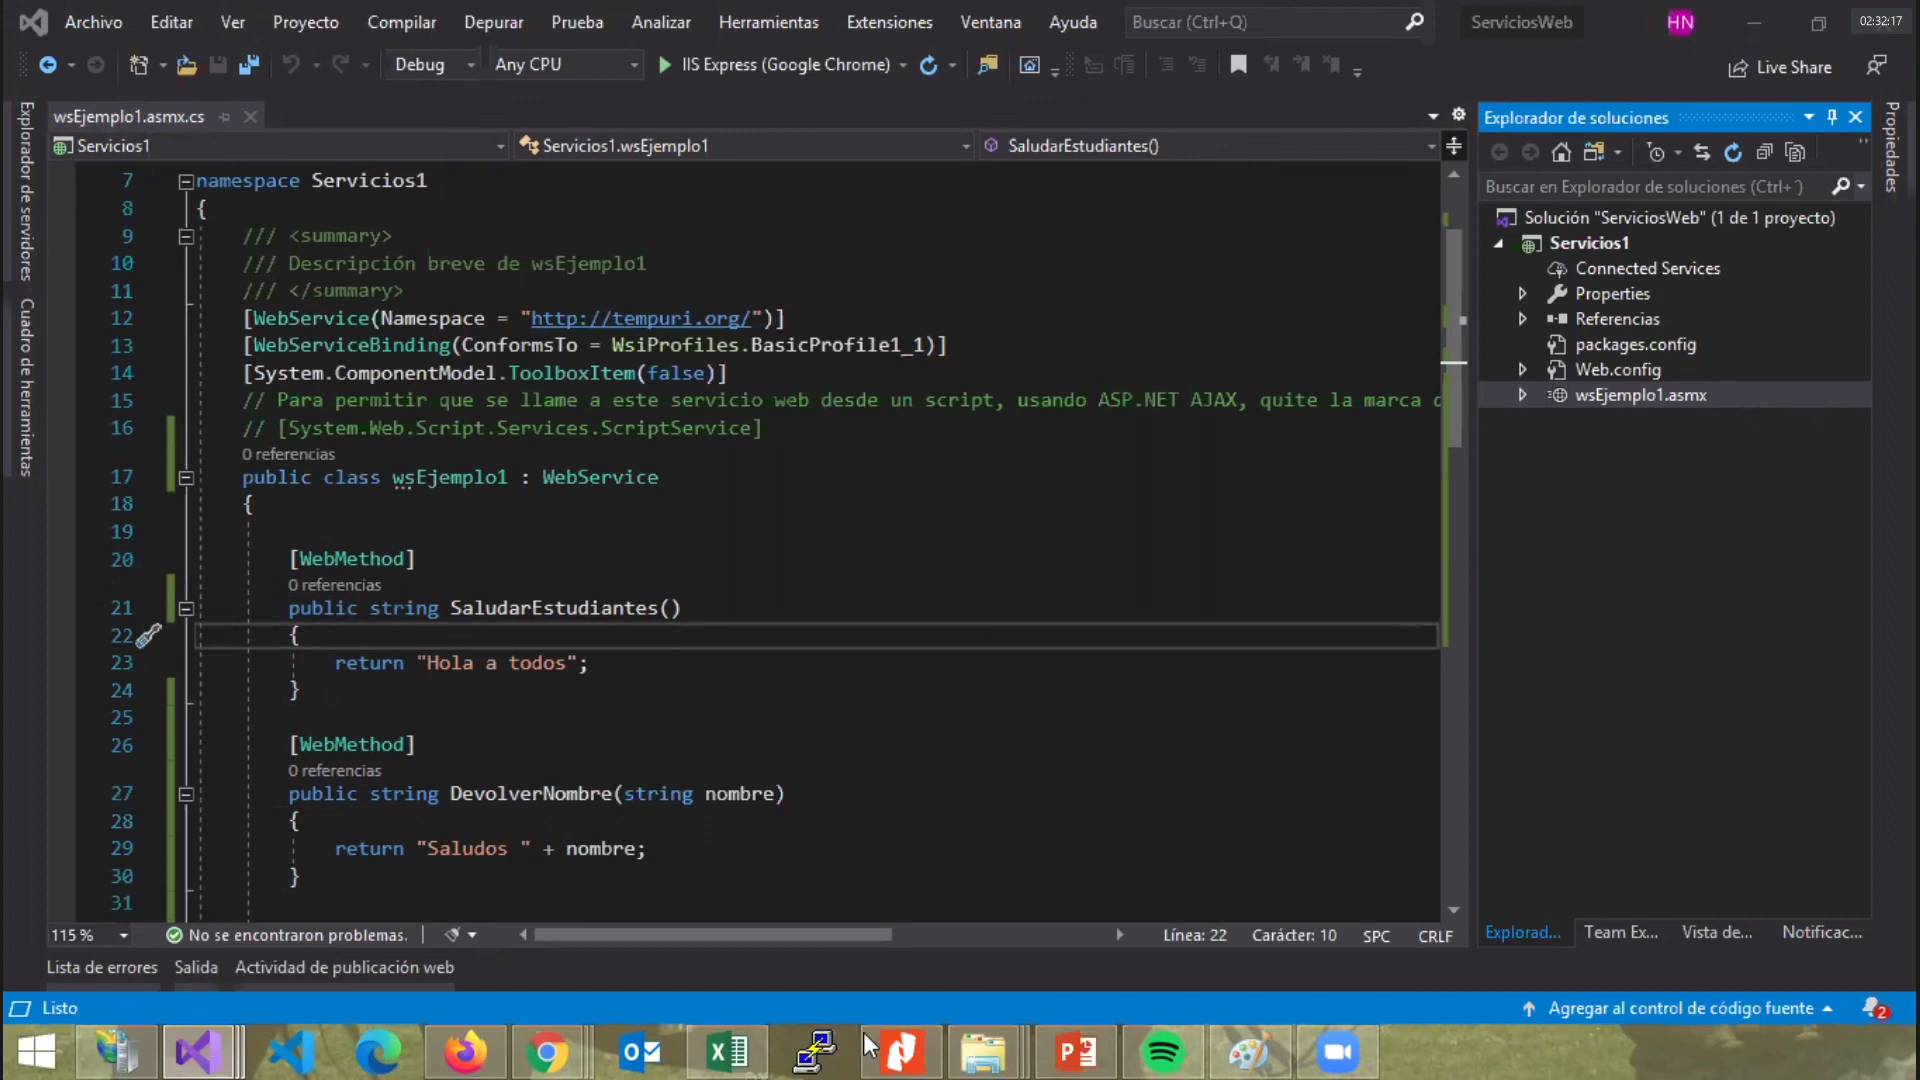 Archivo Editar Ver Proyecto Compilar Depurar Prueba Analizar Herramientas Extensiones Ventana Ayuda Buscar (Ctrl+Q) ServiciosWeb HN 02:32:17
Debug Any CPU IIS Express (Google Chrome) Live Share
wsEjemplo1.asmx.cs
Servicios1 Servicios1.wsEjemplo1 SaludarEstudiantes()
Explorador de servidores
Cuadro de herramientas
7 namespace Servicios1
8 {
9 /// <summary>
10 /// Descripción breve de wsEjemplo1
11 /// </summary>
12 [WebService(Namespace = "http://tempuri.org/")]
13 [WebServiceBinding(ConformsTo = WsiProfiles.BasicProfile1_1)]
14 [System.ComponentModel.ToolboxItem(false)]
15 // Para permitir que se llame a este servicio web desde un script, usando ASP.NET AJAX, quite la marca
16 // [System.Web.Script.Services.ScriptService]
0 referencias
17 public class wsEjemplo1 : WebService
18 {
19
20 [WebMethod]
0 referencias
21 public string SaludarEstudiantes()
22 {
23 return "Hola a todos";
24 }
25
26 [WebMethod]
0 referencias
27 public string DevolverNombre(string nombre)
28 {
29 return "Saludos " + nombre;
30 }
31
115 % No se encontraron problemas. Línea: 22 Carácter: 10 SPC CRLF
Explorador de soluciones
Buscar en Explorador de soluciones (Ctrl+')
Solución "ServiciosWeb" (1 de 1 proyecto)
Servicios1
Connected Services
Properties
Referencias
packages.config
Web.config
wsEjemplo1.asmx
Explorad... Team Ex... Vista de... Notificac...
Propiedades
Lista de errores Salida Actividad de publicación web
Listo Agregar al control de código fuente 2